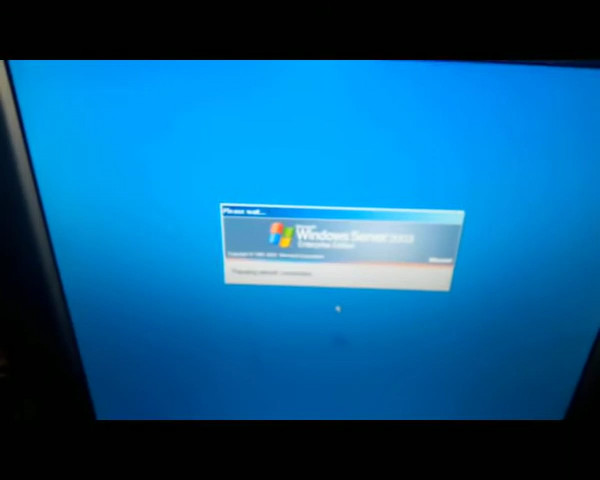 Please wait...
Windows Server 2003
Enterprise Edition
Microsoft
Preparing network connections...